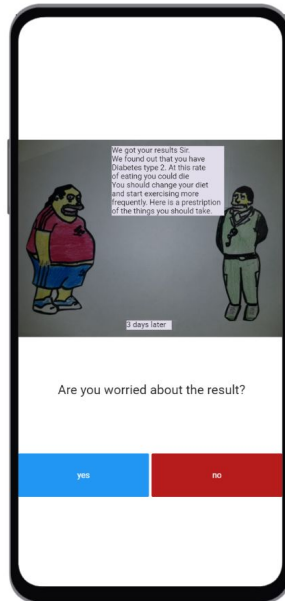 We got your results Sir.
We found out that you have
Diabetes type 2. At this rate
of eating you could die
You should change your diet
and start exercising more
frequently. Here is a prestription
of the things you should take.
3 days later
Are you worried about the result?
yes
no